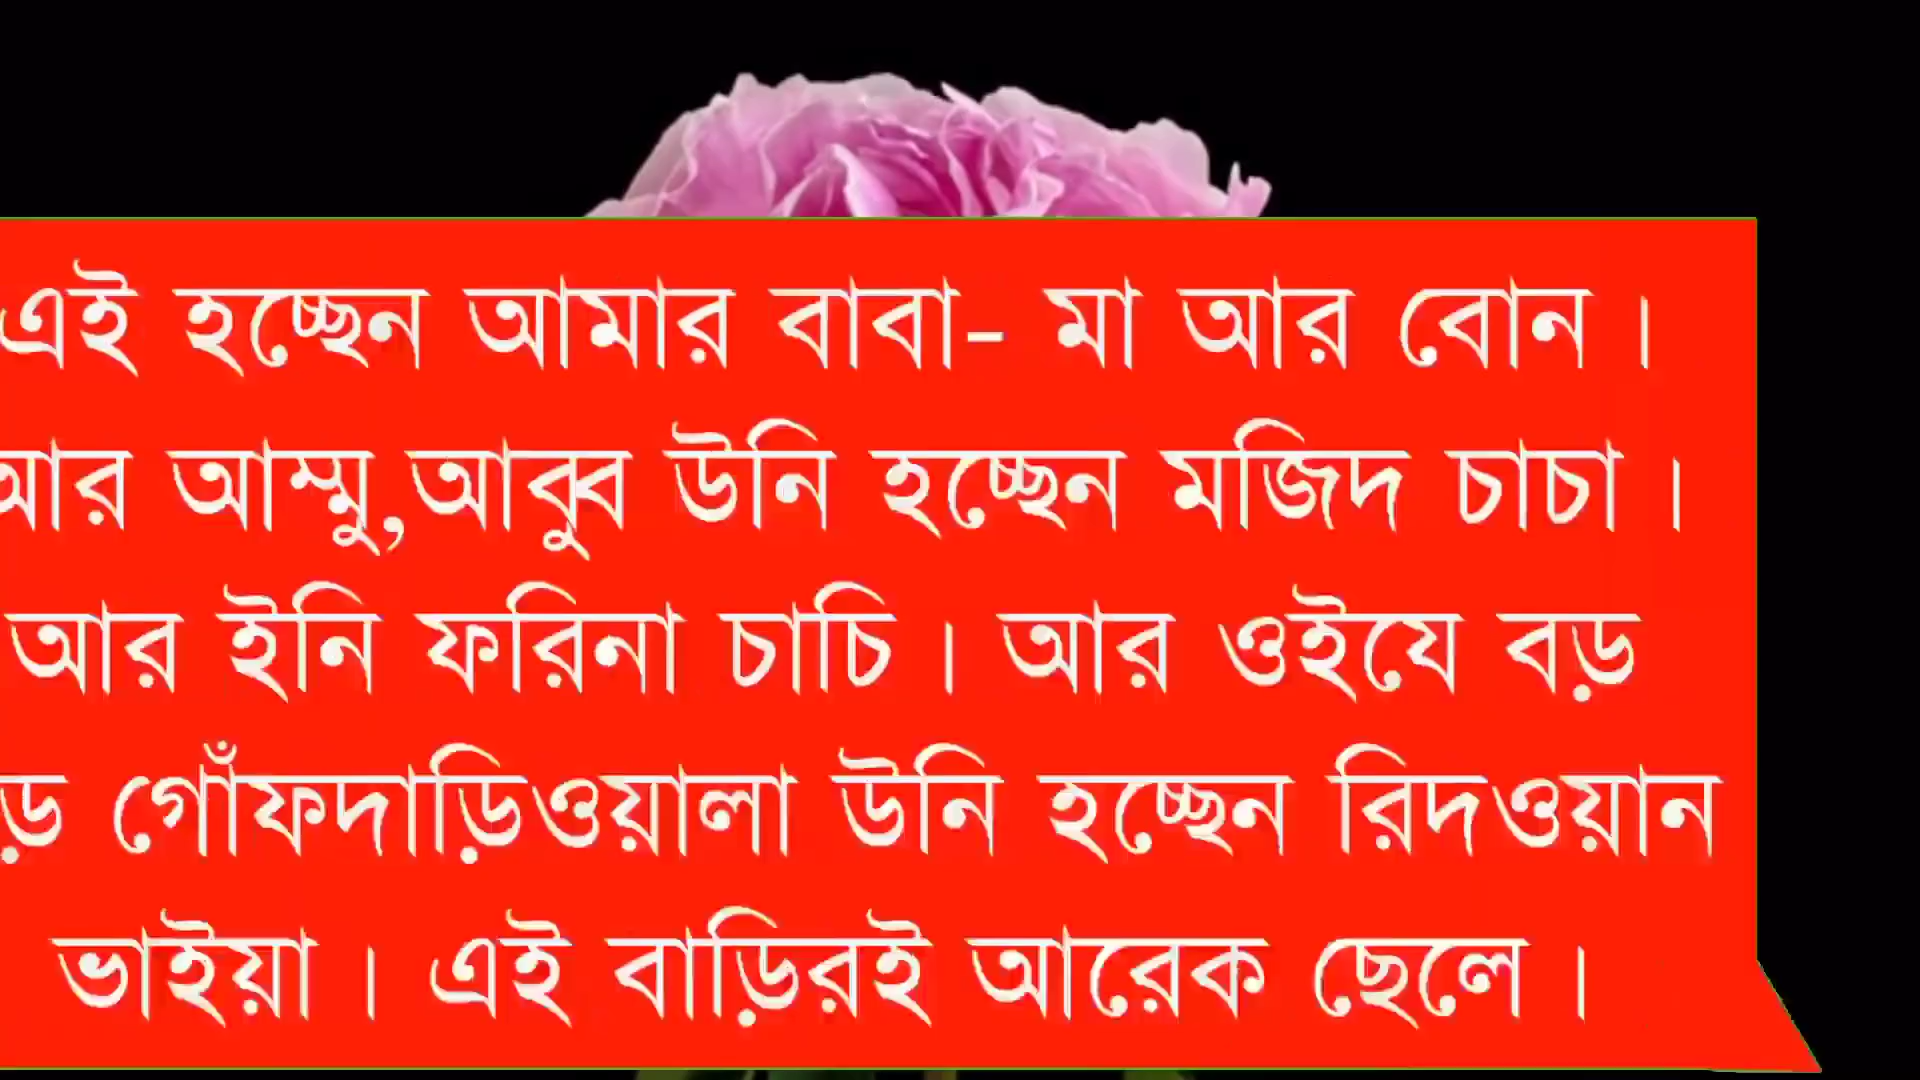 এই হচ্ছেন আমার বাবা- মা আর বোন ।
আর আম্মু,আব্বু উনি হচ্ছেন মজিদ চাচা ।
আর ইনি ফরিনা চাচি । আর ওইযে বড়
বড় গোঁফদাড়িওয়ালা উনি হচ্ছেন রিদওয়ান
ভাইয়া । এই বাড়িরই আরেক ছেলে ।